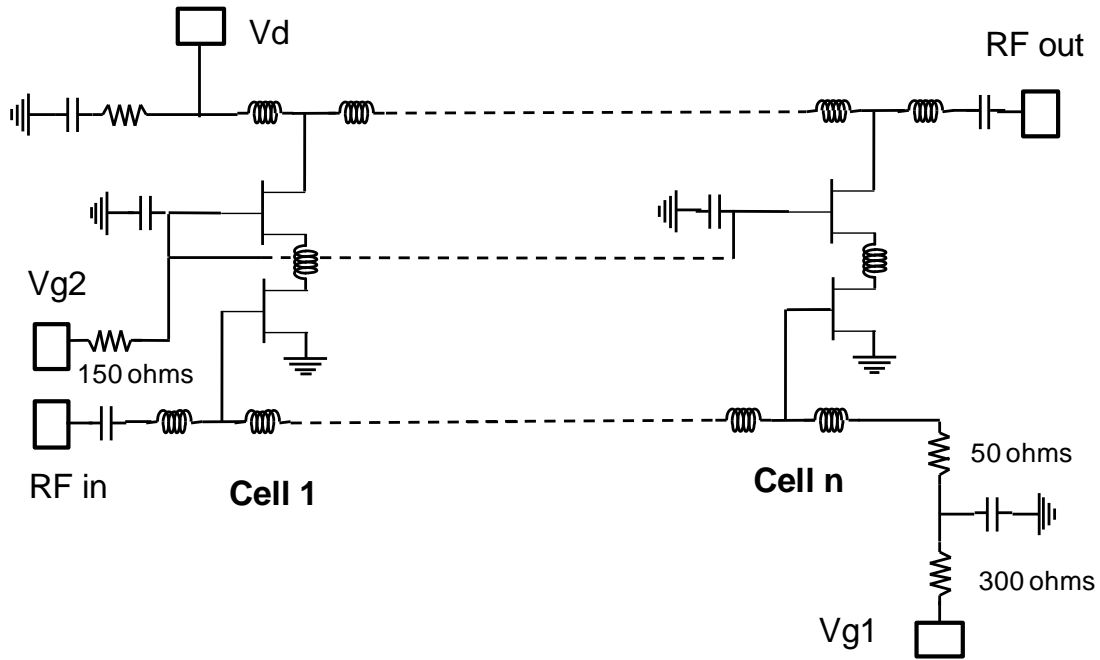 Vd
RF out
Vg2
150 ohms
RF in
Cell 1
Cell n
50 ohms
300 ohms
Vg1